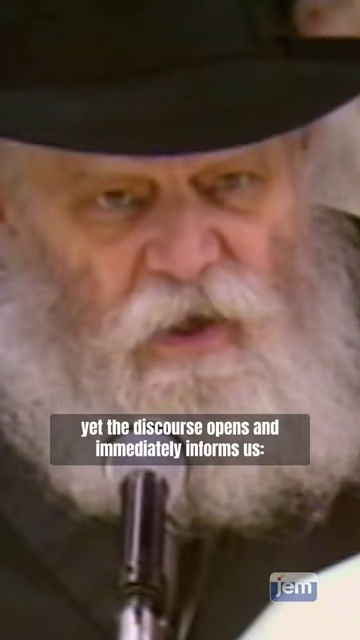 yet the discourse opens and
immediately informs us:
jem